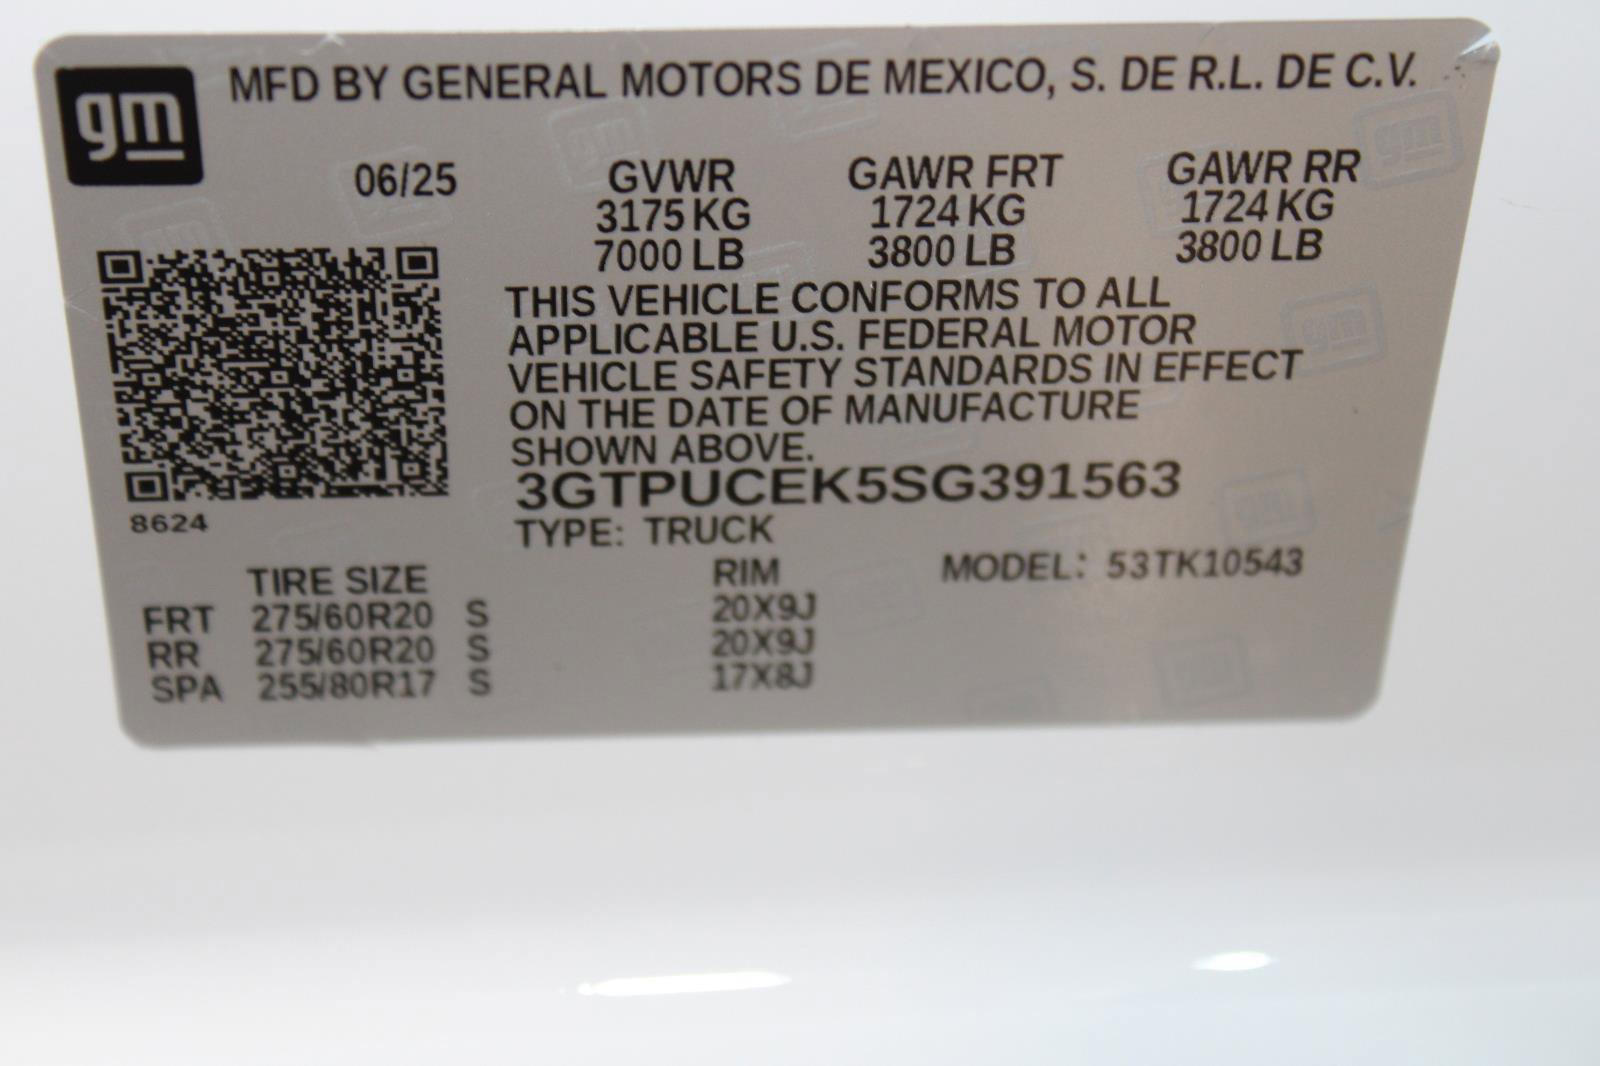 gm MFD BY GENERAL MOTORS DE MEXICO, S. DE R.L. DE C.V.
06/25 GVWR GAWR FRT GAWR RR
3175 KG 1724 KG 1724 KG
7000 LB 3800 LB 3800 LB
THIS VEHICLE CONFORMS TO ALL
APPLICABLE U.S. FEDERAL MOTOR
VEHICLE SAFETY STANDARDS IN EFFECT
ON THE DATE OF MANUFACTURE
SHOWN ABOVE.
3GTPUCEK5SG391563
8624
TYPE: TRUCK
TIRE SIZE RIM MODEL: 53TK10543
FRT 275/60R20 S 20X9J
RR 275/60R20 S 20X9J
SPA 255/80R17 S 17X8J